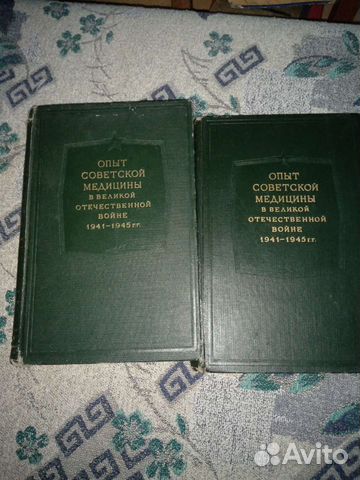 ОПЫТ
СОВЕТСКОЙ
МЕДИЦИНЫ
В ВЕЛИКОЙ
ОТЕЧЕСТВЕННОЙ
ВОЙНЕ
1941-1945 гг.
ОПЫТ
СОВЕТСКОЙ
МЕДИЦИНЫ
В ВЕЛИКОЙ
ОТЕЧЕСТВЕННОЙ
ВОЙНЕ
1941-1945 гг.
Avito